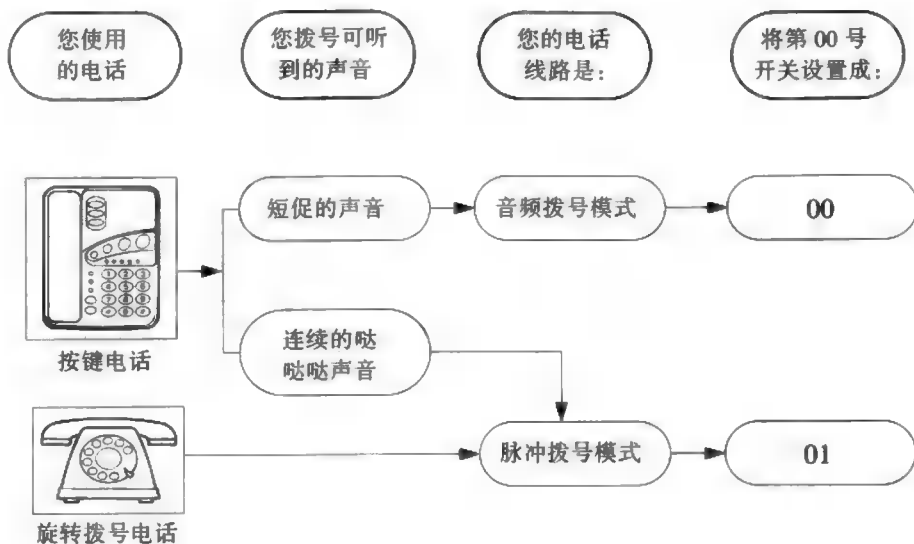 您使用
的电话
您拨号可听
到的声音
您的电话
线路是：
将第 00 号
开关设置成：
短促的声音
音频拨号模式
00
按键电话
连续的哒
哒哒哒声音
脉冲拨号模式
01
旋转拨号电话